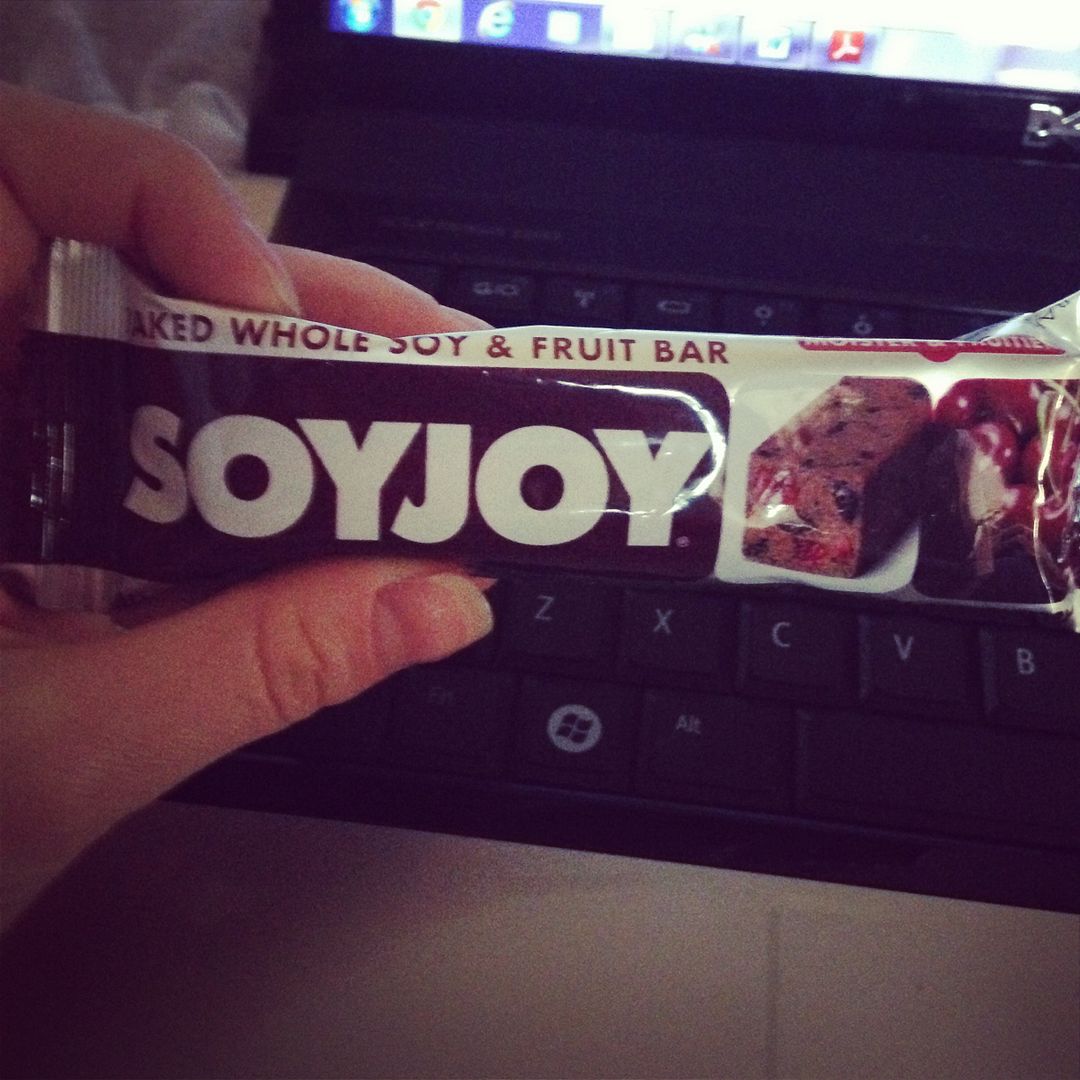 AKED WHOLE SOY & FRUIT BAR
SOYJOY
Z X C V B
Alt